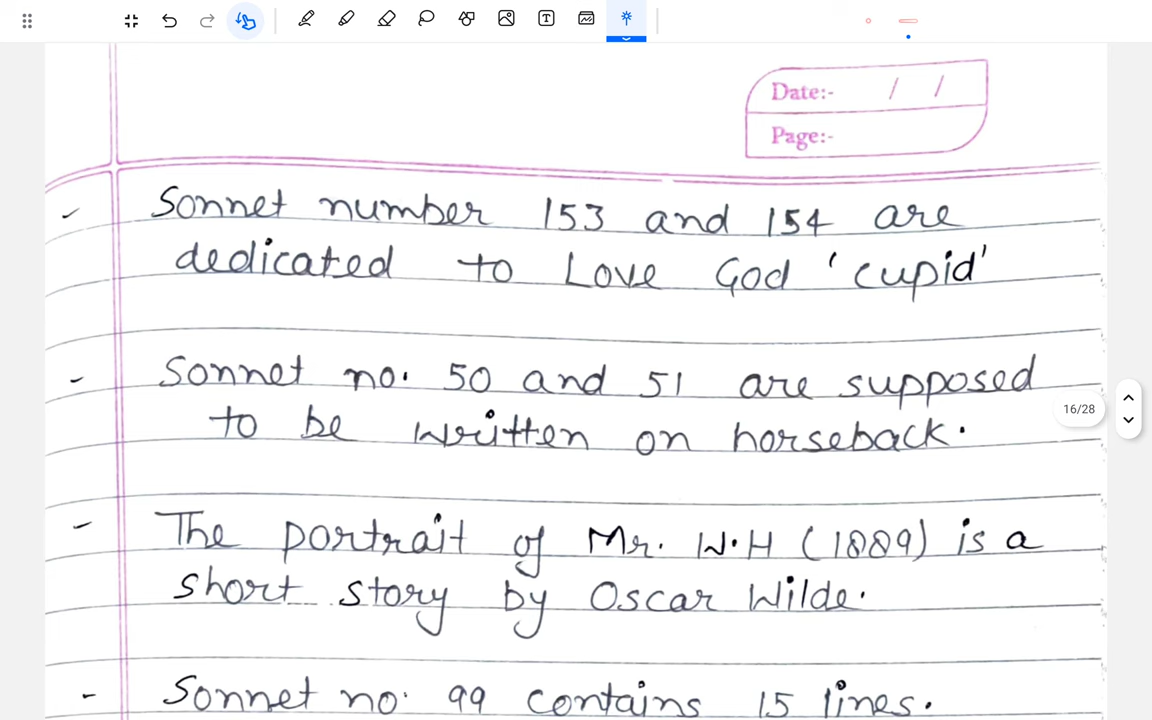 Date:- / /
Page:-
Sonnet number 153 and 154 are
dedicated to Love God 'cupid'
- Sonnet no. 50 and 51 are supposed
to be written on horseback.
16/28
- The portrait of Mr. W.H (1889) is a
short story by Oscar Wilde.
- Sonnet no. 99 contains 15 lines.